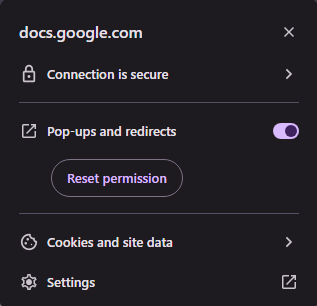 docs.google.com
Connection is secure
Pop-ups and redirects
Reset permission
Cookies and site data
Settings